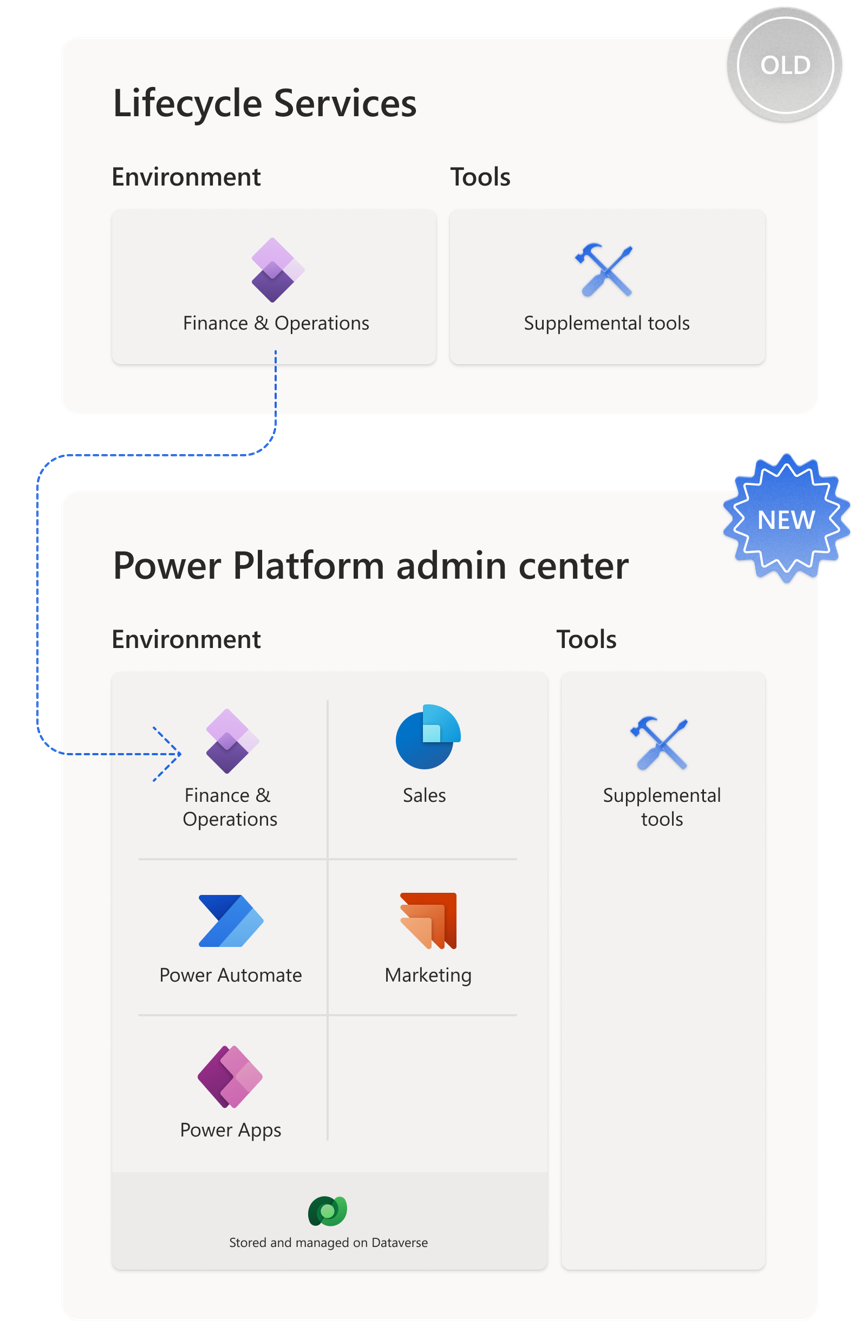 OLD
Lifecycle Services
Environment
Tools
Finance & Operations
Supplemental tools
NEW
Power Platform admin center
Environment
Tools
Finance &
Operations
Sales
Supplemental
tools
Power Automate
Marketing
Power Apps
Stored and managed on Dataverse